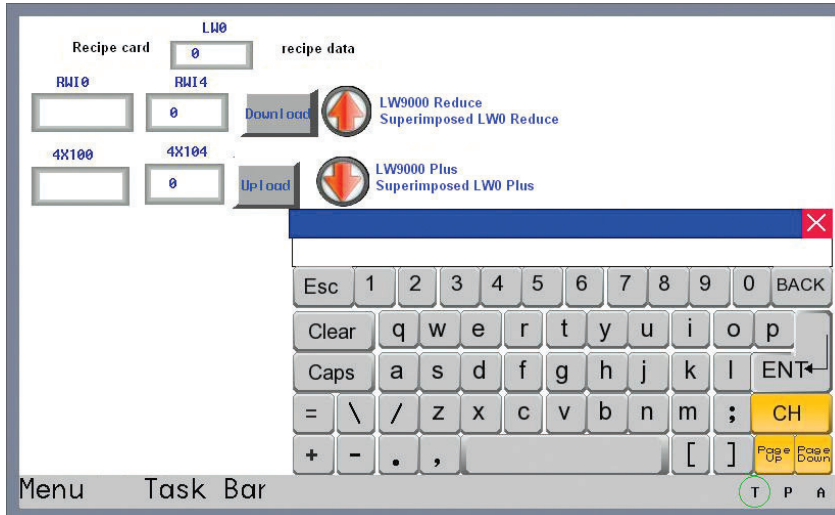 LW0
Recipe card 0 recipe data
RWI0 RWI4
0 Download LW9000 Reduce
Superimposed LW0 Reduce
4X100 4X104
0 Upload LW9000 Plus
Superimposed LW0 Plus
Esc 1 2 3 4 5 6 7 8 9 0 BACK
Clear q w e r t y u i o p
Caps a s d f g h j k l ENT
= \ / z x c v b n m ; CH
+ - . , [ ] Page Up Page Down
Menu Task Bar T P A